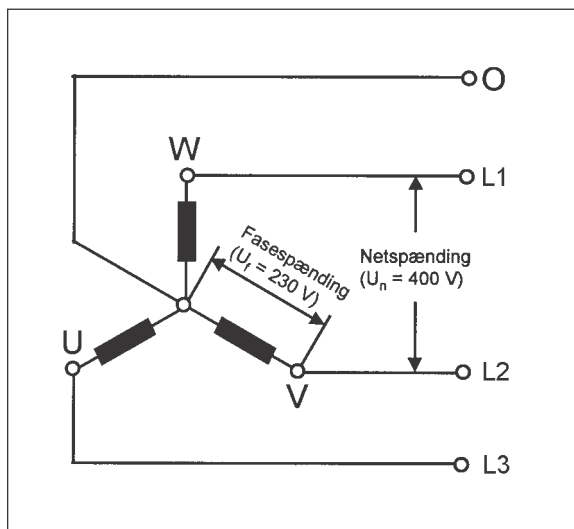 O
W
L1
Fasespænding
(Uf = 230 V)
Netspænding
(Un = 400 V)
U
V
L2
L3